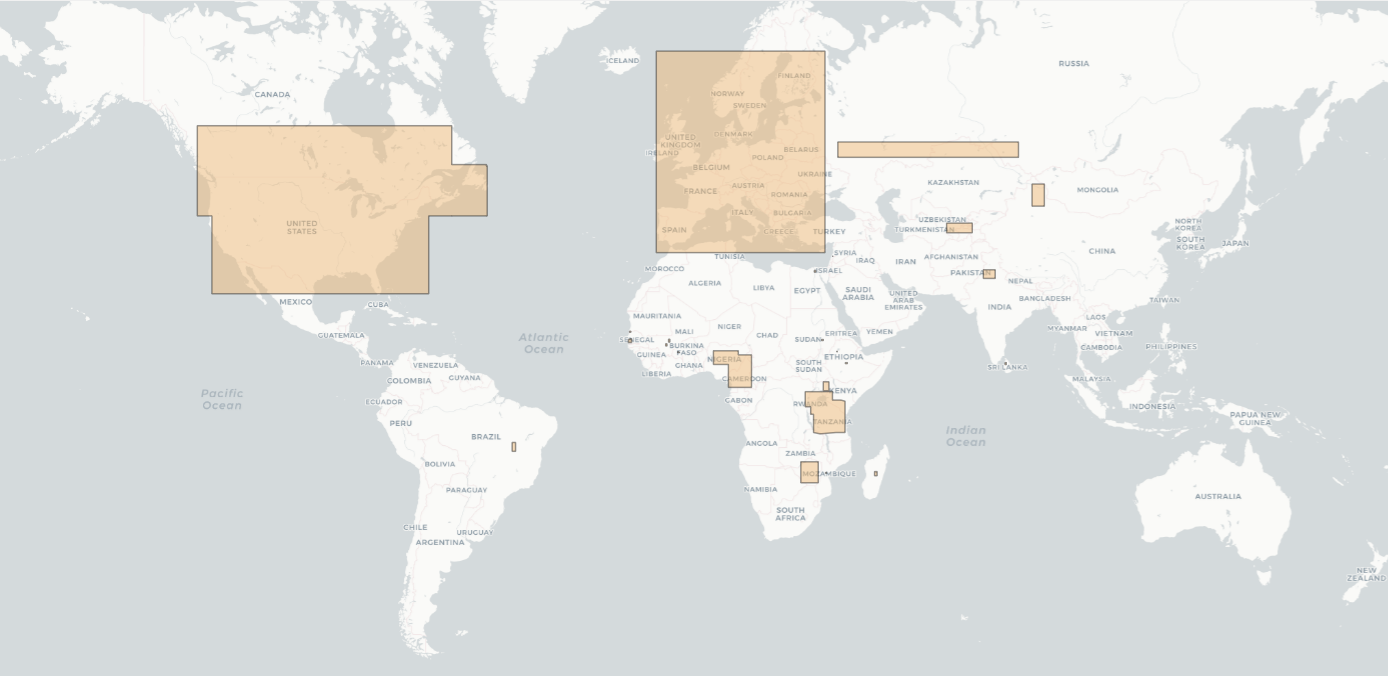 ICELAND
RUSSIA
CANADA
FINLAND
NORWAY
SWEDEN
UNITED
KINGDOM
IRELAND
DENMARK
BELARUS
POLAND
BELGIUM
UKRAINE
AUSTRIA
FRANCE
ROMANIA
KAZAKHSTAN
MONGOLIA
ITALY
BULGARIA
UNITED
STATES
SPAIN
GREECE
TURKEY
UZBEKISTAN
TURKMENISTAN
NORTH
KOREA
SOUTH
KOREA
JAPAN
TUNISIA
SYRIA
IRAQ
IRAN
AFGHANISTAN
CHINA
MOROCCO
ISRAEL
PAKISTAN
ALGERIA
LIBYA
EGYPT
SAUDI
ARABIA
UNITED
ARAB
EMIRATES
NEPAL
BANGLADESH
TAIWAN
MEXICO
CUBA
INDIA
MAURITANIA
NIGER
MALI
CHAD
SUDAN
ERITREA
YEMEN
LAOS
MYANMAR
VIETNAM
GUATEMALA
Atlantic
Ocean
SENEGAL
BURKINA
FASO
GUINEA
GHANA
NIGERIA
ETHIOPIA
SOUTH
SUDAN
CAMBODIA
PHILIPPINES
PANAMA
VENEZUELA
LIBERIA
SRI LANKA
COLOMBIA
GUYANA
CAMEROON
MALAYSIA
Pacific
Ocean
ECUADOR
GABON
KENYA
RWANDA
INDONESIA
PAPUA NEW
GUINEA
PERU
TANZANIA
BRAZIL
Indian
Ocean
ANGOLA
ZAMBIA
BOLIVIA
MOZAMBIQUE
PARAGUAY
NAMIBIA
AUSTRALIA
SOUTH
AFRICA
CHILE
URUGUAY
ARGENTINA
NEW
ZEALAND